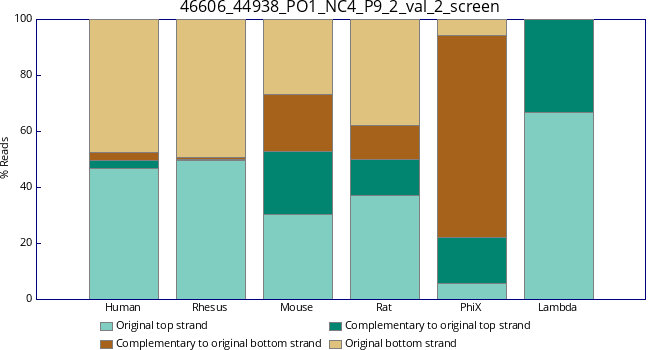 46606_44938_PO1_NC4_P9_2_val_2_screen
100
80
60
40
20
0
% Reads
Human Rhesus Mouse Rat PhiX Lambda
Original top strand Complementary to original top strand
Complementary to original bottom strand Original bottom strand